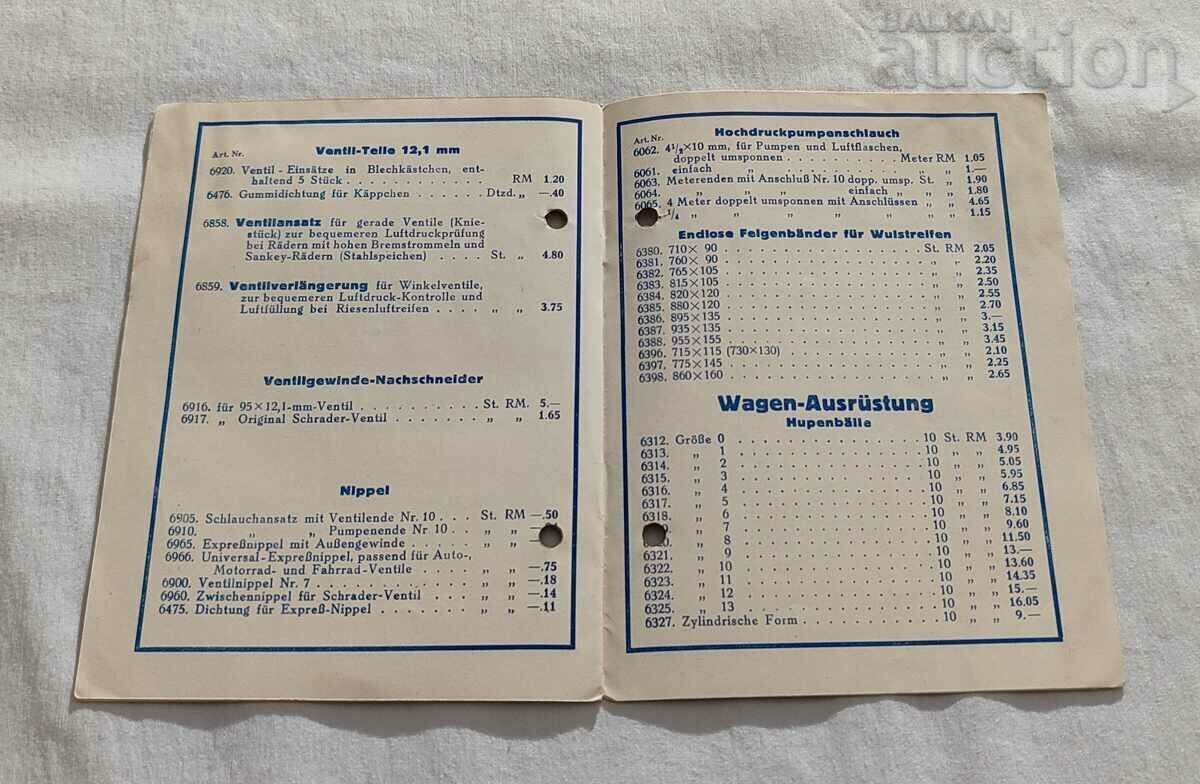 BALKAN
auction
Art. Nr. Ventil-Teile 12,1 mm
6920. Ventil-Einsätze in Blechkästchen, ent-
haltend 5 Stück . . . . . . . . . . . . RM 1.20
6476. Gummidichtung für Käppchen . . . . . Dtzd. „ —.40
6858. Ventilansatz für gerade Ventile (Knie-
stück) zur bequemeren Luftdruckprüfung
bei Rädern mit hohen Bremstrommeln und
Sankey-Rädern (Stahlspeichen) . . . . St. „ 4.80
6859. Ventilverlängerung für Winkelventile,
zur bequemeren Luftdruck-Kontrolle und
Luftfüllung bei Riesenluftreifen . . . . „ „ 3.75
Ventilgewinde-Nachschneider
6916. für 95×12,1-mm-Ventil . . . . . . . . . . St. RM. 5.—
6917. „ Original Schrader-Ventil . . . . . . . „ „ 1.65
Nippel
6905. Schlauchansatz mit Ventilende Nr. 10 . . . St. RM —.50
6910. „ „ Pumpenende Nr 10 . . „ „
6965. Expreßnippel mit Außengewinde . . . . . „ „ —.
6966. Universal-Expreßnippel, passend für Auto-,
Motorrad- und Fahrrad-Ventile . . . . „ „ —.75
6900. Ventilnippel Nr. 7 . . . . . . . . . . . . „ „ —.18
6960. Zwischennippel für Schrader-Ventil . . . . „ „ —.14
6475. Dichtung für Expreß-Nippel . . . . . . . . „ „ —.11
Art. Nr. Hochdruckpumpenschlauch
6062. 4½×10 mm, für Pumpen und Luftflaschen,
doppelt umsponnen . . . . . . . . . . . Meter RM 1.05
6061. einfach „ . . . . . . . . . . . „ „ 1.—
6063. Meterenden mit Anschluß Nr. 10 dopp. umsp. St. „ 1.90
6064. „ „ „ einfach „ „ „ 1.80
6065. 4 Meter doppelt umsponnen mit Anschlüssen „ „ 4.65
¼ „ „ „ „ „ „ „ 1.15
Endlose Felgenbänder für Wulstreifen
6380. 710× 90 . . . . . . . . . . . . . . . . St. RM 2.05
6381. 760× 90 . . . . . . . . . . . . . . . . „ „ 2.20
6382. 765×105 . . . . . . . . . . . . . . . . „ „ 2.35
6383. 815×105 . . . . . . . . . . . . . . . . „ „ 2.50
6384. 820×120 . . . . . . . . . . . . . . . . „ „ 2.55
6385. 880×120 . . . . . . . . . . . . . . . . „ „ 2.70
6386. 895×135 . . . . . . . . . . . . . . . . „ „ 3.—
6387. 935×135 . . . . . . . . . . . . . . . . „ „ 3.15
6388. 955×155 . . . . . . . . . . . . . . . . „ „ 3.45
6396. 715×115 (730×130) . . . . . . . . . . . „ „ 2.10
6397. 775×145 . . . . . . . . . . . . . . . . „ „ 2.25
6398. 860×160 . . . . . . . . . . . . . . . . „ „ 2.65
Wagen-Ausrüstung
Hupenbälle
6312. Größe 0 . . . . . . . . . . . . . . 10 St. RM 3.90
6313. „ 1 . . . . . . . . . . . . . . 10 „ „ 4.95
6314. „ 2 . . . . . . . . . . . . . . 10 „ „ 5.05
6315. „ 3 . . . . . . . . . . . . . . 10 „ „ 5.95
6316. „ 4 . . . . . . . . . . . . . . 10 „ „ 6.85
6317. „ 5 . . . . . . . . . . . . . . 10 „ „ 7.15
6318. „ 6 . . . . . . . . . . . . . . 10 „ „ 8.10
„ 7 . . . . . . . . . . . . . . 10 „ „ 9.60
„ 8 . . . . . . . . . . . . . . 10 „ „ 11.50
6321. „ 9 . . . . . . . . . . . . . . 10 „ „ 13.—
6322. „ 10 . . . . . . . . . . . . . . 10 „ „ 13.60
6323. „ 11 . . . . . . . . . . . . . . 10 „ „ 14.35
6324. „ 12 . . . . . . . . . . . . . . 10 „ „ 15.—
6325. „ 13 . . . . . . . . . . . . . . 10 „ „ 16.05
6327. Zylindrische Form . . . . . . . . . . . . 10 „ „ 9.—